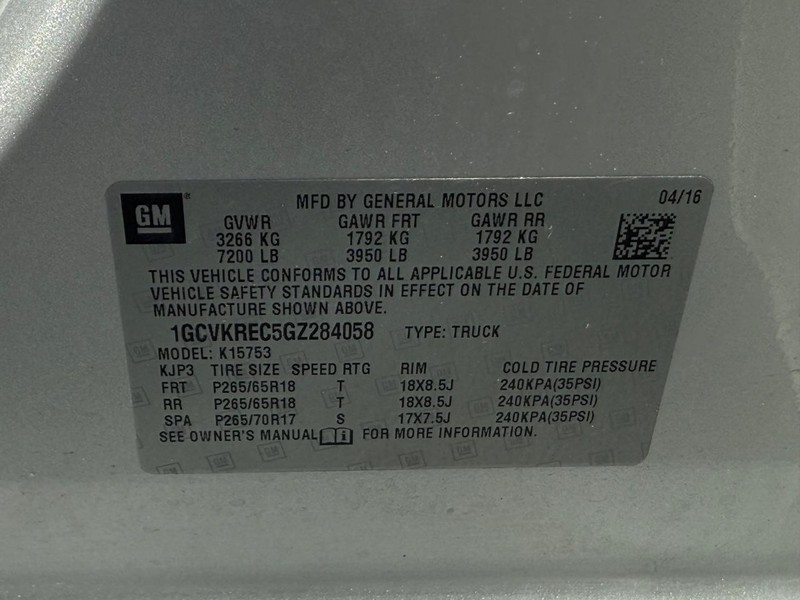 GM® MFD BY GENERAL MOTORS LLC 04/16
GVWR GAWR FRT GAWR RR
3266 KG 1792 KG 1792 KG
7200 LB 3950 LB 3950 LB
THIS VEHICLE CONFORMS TO ALL APPLICABLE U.S. FEDERAL MOTOR
VEHICLE SAFETY STANDARDS IN EFFECT ON THE DATE OF
MANUFACTURE SHOWN ABOVE.
1GCVKREC5GZ284058 TYPE: TRUCK
MODEL: K15753
KJP3 TIRE SIZE SPEED RTG RIM COLD TIRE PRESSURE
FRT P265/65R18 T 18X8.5J 240KPA(35PSI)
RR P265/65R18 T 18X8.5J 240KPA(35PSI)
SPA P265/70R17 S 17X7.5J 240KPA(35PSI)
SEE OWNER'S MANUAL FOR MORE INFORMATION.